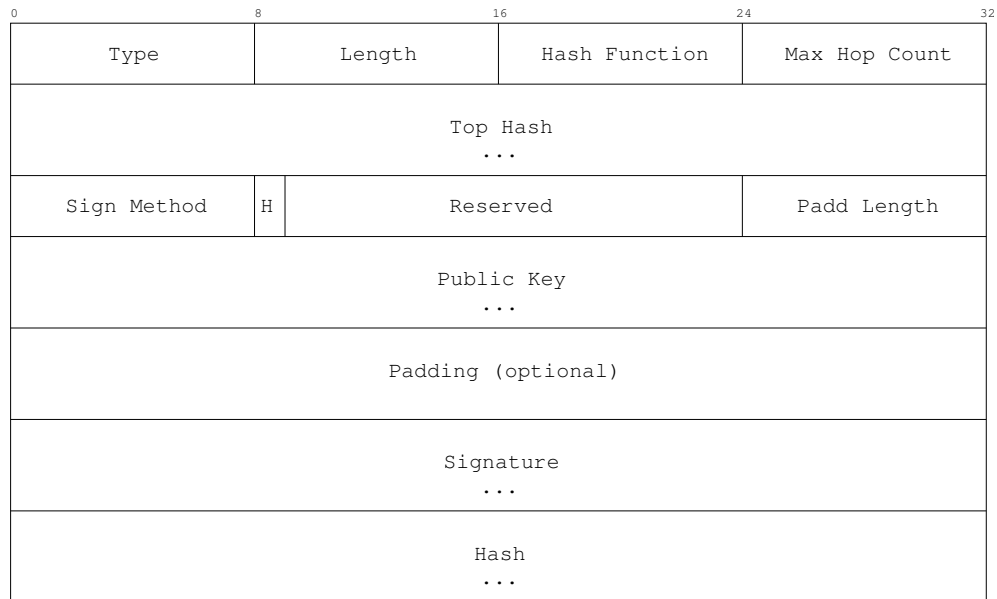 0 8 16 24 32
Type Length Hash Function Max Hop Count
Top Hash
...
Sign Method H Reserved Padd Length
Public Key
...
Padding (optional)
Signature
...
Hash
...